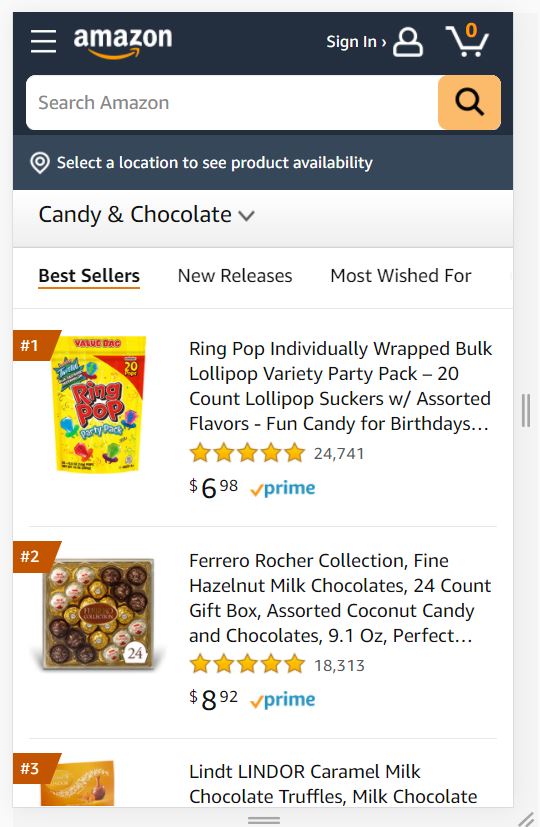 amazon
Sign In ›
0
Search Amazon
Select a location to see product availability
Candy & Chocolate
Best Sellers
New Releases
Most Wished For
#1
VALUE BAG
20
Ring POP
Party Pack
Ring Pop Individually Wrapped Bulk
Lollipop Variety Party Pack – 20
Count Lollipop Suckers w/ Assorted
Flavors - Fun Candy for Birthdays…
24,741
$6 98 prime
#2
FERRERO
COLLECTION
24
Ferrero Rocher Collection, Fine
Hazelnut Milk Chocolates, 24 Count
Gift Box, Assorted Coconut Candy
and Chocolates, 9.1 Oz, Perfect…
18,313
$8 92 prime
#3
Lindt LINDOR Caramel Milk
Chocolate Truffles, Milk Chocolate